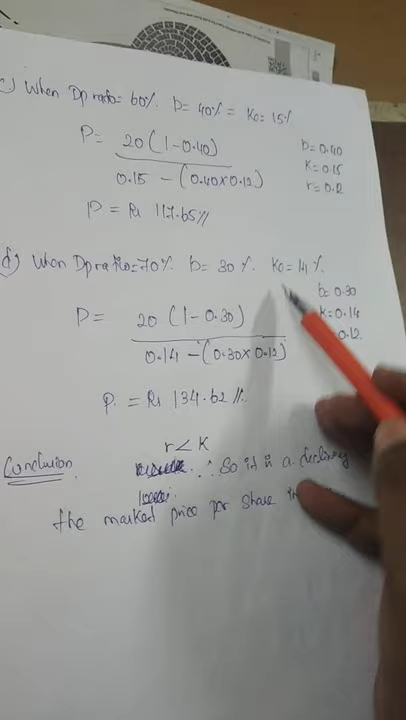 c) When Dp ratio = 60%. b = 40% = Ko = 15%
P = 20 (1-0.40)
0.15 - (0.40x0.12)
b = 0.40
K = 0.15
r = 0.12
P = Rs 117.65 //
d) When Dp ratio = 70%. b = 30%. Ko = 14%.
P = 20 (1-0.30)
0.14 - (0.30x0.12)
b = 0.30
K = 0.14
0.12
P = Rs 134.62 //.
r < K
Conclusion. ∴ So it is a declining
the market price per share